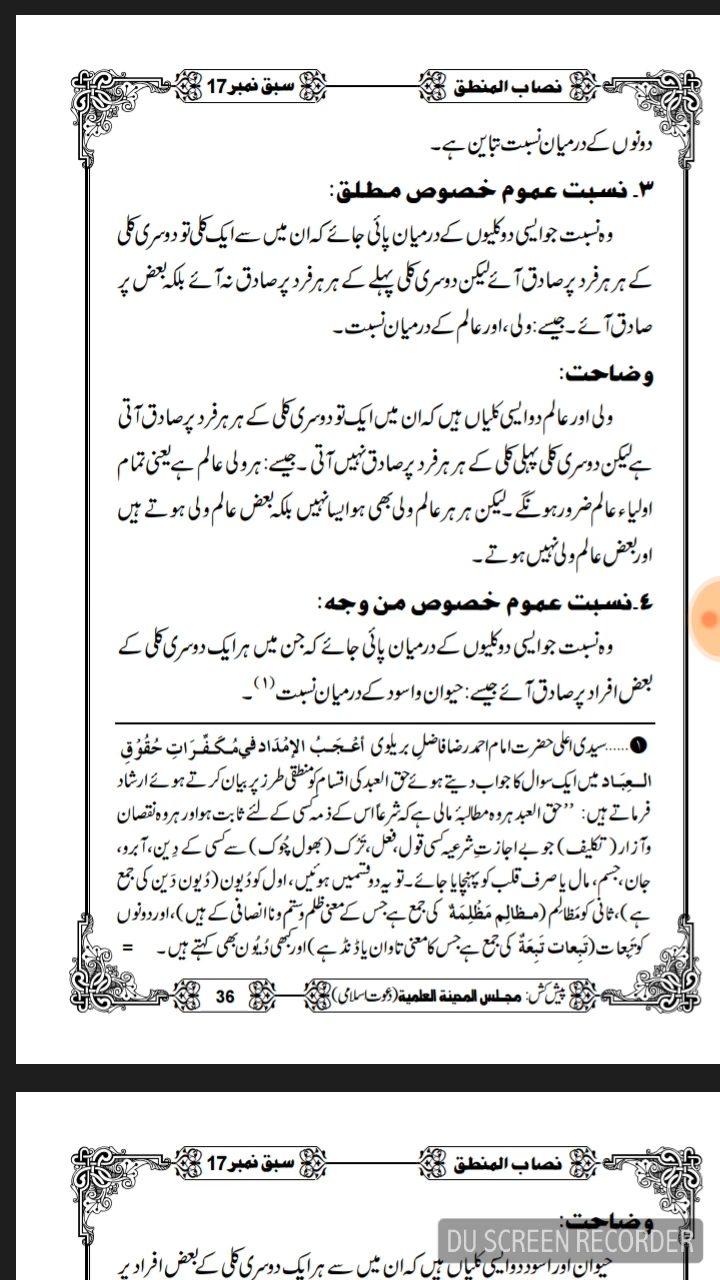 نصاب المنطق سبق نمبر 17
دونوں کے درمیان نسبت تباین ہے۔
٣۔ نسبت عموم خصوص مطلق:
وہ نسبت جو ایسی دو کلیوں کے درمیان پائی جائے کہ ان میں سے ایک کلی تو دوسری کلی
کے ہر ہر فرد پر صادق آئے لیکن دوسری کلی پہلے کے ہر ہر فرد پر صادق نہ آئے بلکہ بعض پر
صادق آئے۔ جیسے: ولی، اور عالم کے درمیان نسبت۔
وضاحت:
ولی اور عالم دو ایسی کلیاں ہیں کہ ان میں ایک تو دوسری کلی کے ہر ہر فرد پر صادق آتی
ہے لیکن دوسری کلی پہلی کلی کے ہر ہر فرد پر صادق نہیں آتی۔ جیسے: ہر ولی عالم ہے یعنی تمام
اولیاء عالم ضرور ہونگے۔ لیکن ہر ہر عالم ولی بھی ہو ایسا نہیں بلکہ بعض عالم ولی ہوتے ہیں
اور بعض عالم ولی نہیں ہوتے۔
٤۔ نسبت عموم خصوص من وجه:
وہ نسبت جو ایسی دو کلیوں کے درمیان پائی جائے کہ جن میں ہر ایک دوسری کلی کے
بعض افراد پر صادق آئے جیسے: حیوان واسود کے درمیان نسبت (١)۔
❶......سیدی اعلی حضرت امام احمد رضا فاضلِ بریلوی أَعْجَبُ الإمْدَاد فِي مُكَفِّرَاتِ حُقُوْقِ
العِبَاد میں ایک سوال کا جواب دیتے ہوئے حق العبد کی اقسام کو منطقی طرز پر بیان کرتے ہوئے ارشاد
فرماتے ہیں: ’’حق العبد ہر وہ مطالبۂ مالی ہے کہ شرعاً اس کے ذمہ کسی کے لئے ثابت ہو اور ہر وہ نقصان
وآزار (تکلیف) جو بے اجازتِ شرعیہ کسی قول، فعل، تَرْک (بھول چُوک) سے کسی کے دِین، آبرو،
جان، جسم، مال یا صرف قلب کو پہنچایا جائے۔ تو یہ دو قسمیں ہوئیں، اول کو دُیون (دُیون دَین کی جمع
ہے)، ثانی کو مَظالِم (مظالِم مَظْلِمَةٌ کی جمع ہے جس کے معنی ظلم وستم و نا انصافی کے ہیں)، اور دونوں
کو تَبِعات (تَبِعات تَبِعَةٌ کی جمع ہے جس کا معنی تاوان یا ڈنڈ ہے) اور کبھی دُیُون بھی کہتے ہیں۔ =
پیش کش: مجلس المدینة العلمیة (دعوتِ اسلامی) 36
نصاب المنطق سبق نمبر 17
وضاحت:
DU SCREEN RECORDER
حیوان اور اسود دو ایسی کلیاں ہیں کہ ان میں سے ہر ایک دوسری کلی کے بعض افراد پر